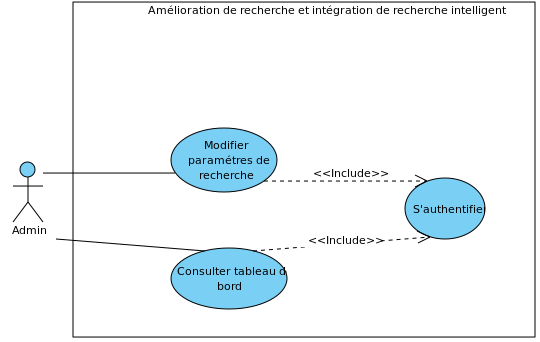 Amélioration de recherche et intégration de recherche intelligent
Modifier
paramétres de
recherche
<<Include>>
S'authentifie
Admin
<<Include>>
Consulter tableau d
bord